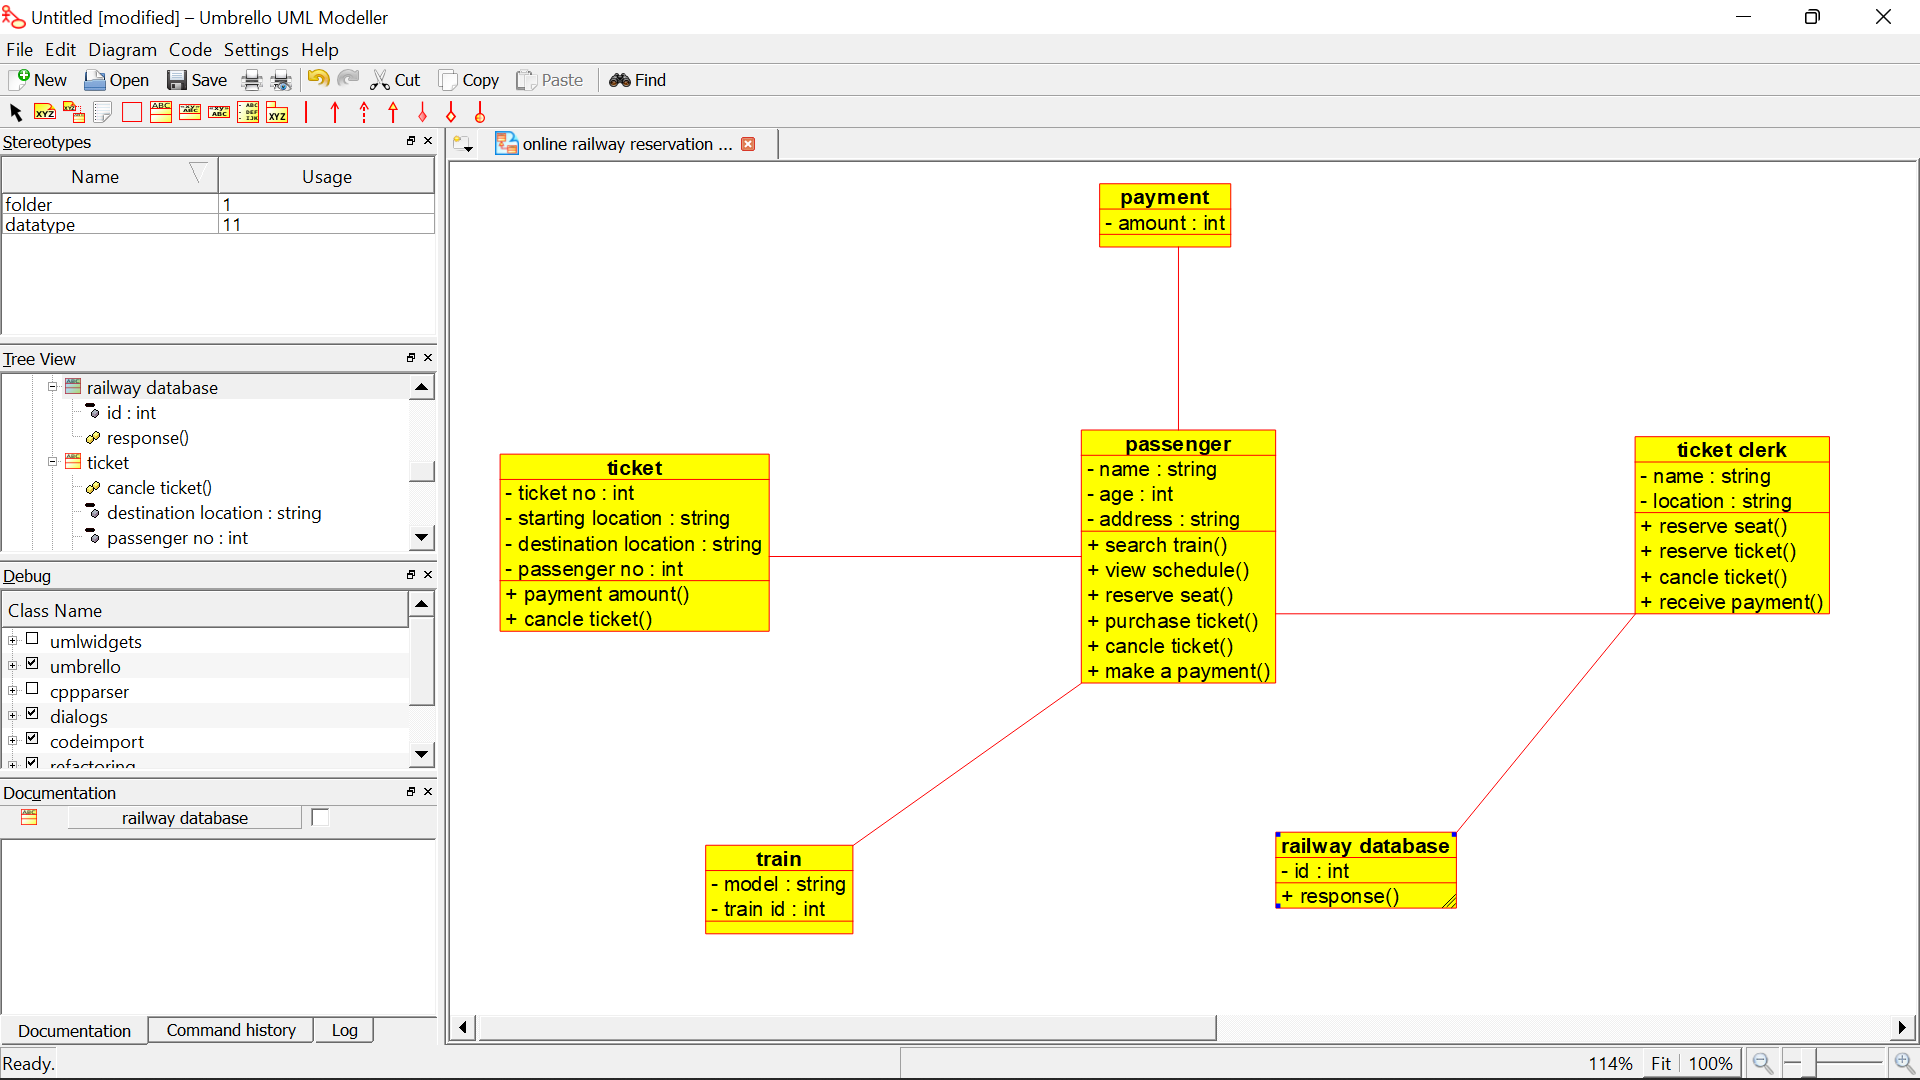 Untitled [modified] – Umbrello UML Modeller
File Edit Diagram Code Settings Help
New Open Save Cut Copy Paste Find
Stereotypes
Name Usage
folder 1
datatype 11
Tree View
railway database
id : int
response()
ticket
cancle ticket()
destination location : string
passenger no : int
Debug
Class Name
umlwidgets
umbrello
cppparser
dialogs
codeimport
refactoring
Documentation
railway database
Documentation Command history Log
Ready.
online railway reservation ...
payment
- amount : int
ticket
- ticket no : int
- starting location : string
- destination location : string
- passenger no : int
+ payment amount()
+ cancle ticket()
passenger
- name : string
- age : int
- address : string
+ search train()
+ view schedule()
+ reserve seat()
+ purchase ticket()
+ cancle ticket()
+ make a payment()
ticket clerk
- name : string
- location : string
+ reserve seat()
+ reserve ticket()
+ cancle ticket()
+ receive payment()
train
- model : string
- train id : int
railway database
- id : int
+ response()
114% Fit 100%